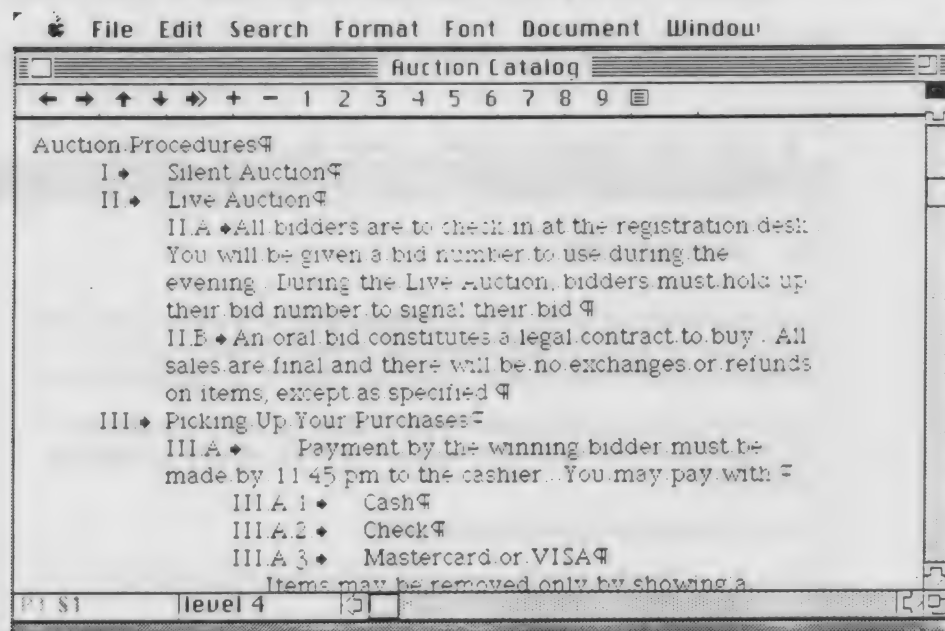 File Edit Search Format Font Document Window
Auction Catalog
← → ↑ ↓ + − 1 2 3 4 5 6 7 8 9
Auction Procedures¶
I Silent Auction¶
II Live Auction¶
II.A All bidders are to check in at the registration desk.
You will be given a bid number to use during the
evening. During the Live Auction, bidders must hold up
their bid number to signal their bid ¶
II.B An oral bid constitutes a legal contract to buy. All
sales are final and there will be no exchanges or refunds
on items, except as specified ¶
III Picking Up Your Purchases¶
III.A Payment by the winning bidder must be
made by 11 45 pm to the cashier. You may pay with ¶
III.A.1 Cash¶
III.A.2 Check¶
III.A.3 Mastercard or VISA¶
Items may be removed only by showing a
P1 S1 level 4